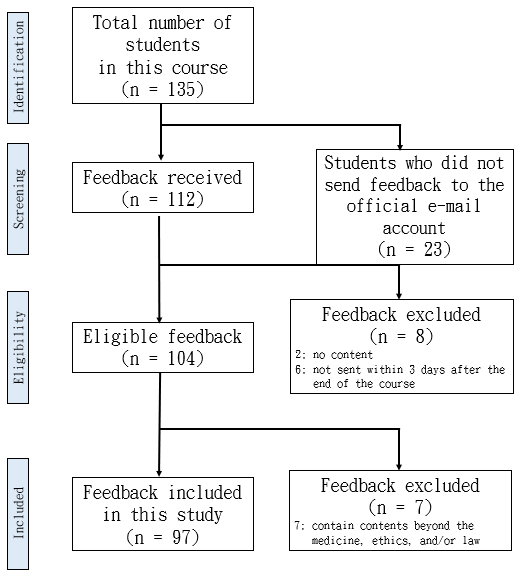 Identification
Total number of
students
in this course
(n = 135)
Screening
Feedback received
(n = 112)
Students who did not
send feedback to the
official e-mail
account
(n = 23)
Eligibility
Eligible feedback
(n = 104)
Feedback excluded
(n = 8)
2: no content
6: not sent within 3 days after the
end of the course
Included
Feedback included
in this study
(n = 97)
Feedback excluded
(n = 7)
7: contain contents beyond the
medicine, ethics, and/or law